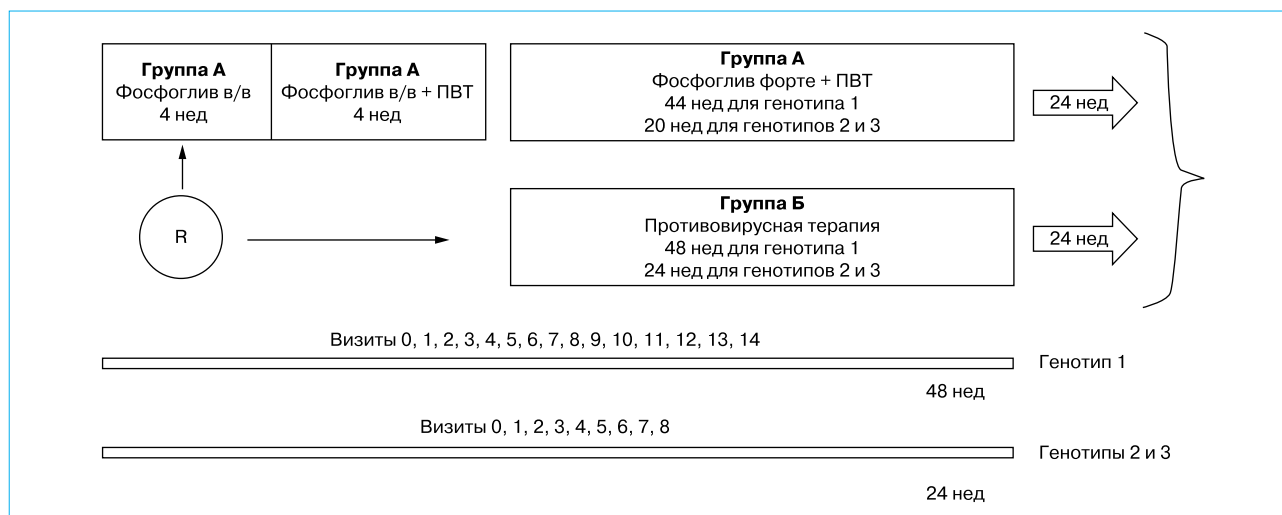 Группа А
Фосфоглив в/в
4 нед
Группа А
Фосфоглив в/в + ПВТ
4 нед
Группа А
Фосфоглив форте + ПВТ
44 нед для генотипа 1
20 нед для генотипов 2 и 3
24 нед
R
Группа Б
Противовирусная терапия
48 нед для генотипа 1
24 нед для генотипов 2 и 3
24 нед
Визиты 0, 1, 2, 3, 4, 5, 6, 7, 8, 9, 10, 11, 12, 13, 14
Генотип 1
48 нед
Визиты 0, 1, 2, 3, 4, 5, 6, 7, 8
Генотипы 2 и 3
24 нед